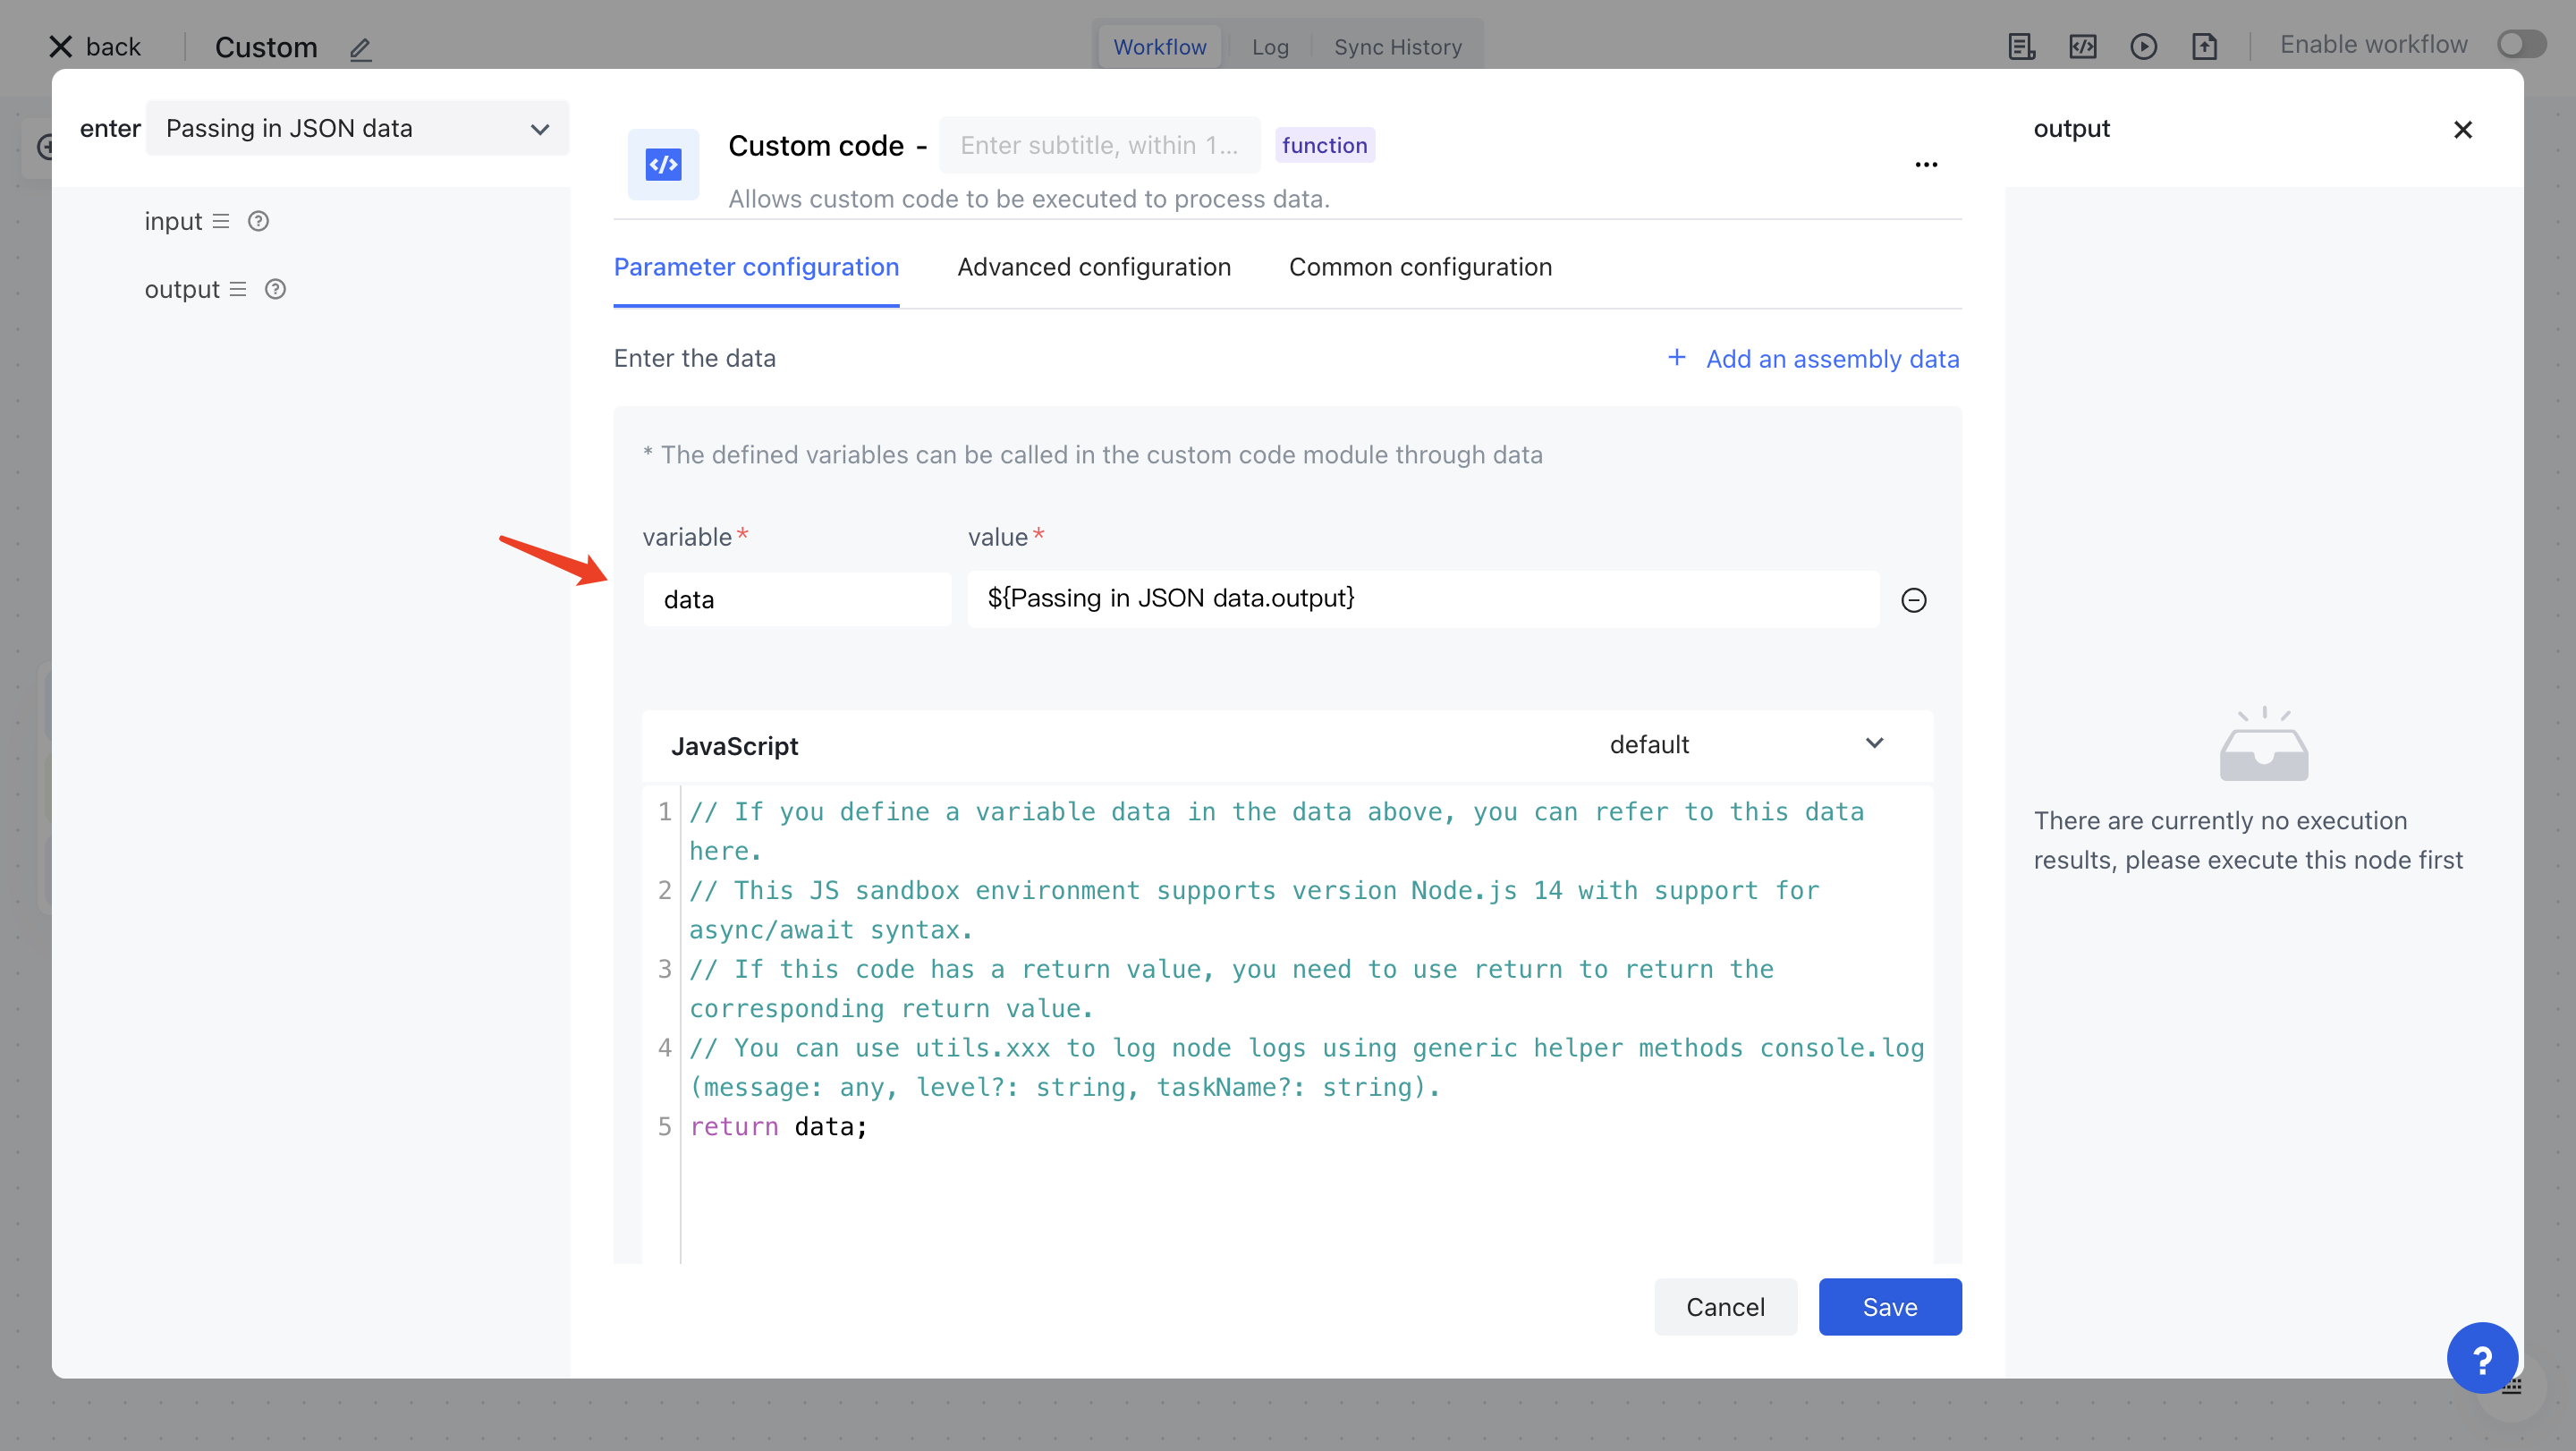 back
Custom
Workflow
Log
Sync History
Enable workflow
enter
Passing in JSON data
input
output
Custom code -
Enter subtitle, within 1...
function
Allows custom code to be executed to process data.
Parameter configuration
Advanced configuration
Common configuration
Enter the data
+ Add an assembly data
* The defined variables can be called in the custom code module through data
variable*
value*
data
${Passing in JSON data.output}
JavaScript
default
1 // If you define a variable data in the data above, you can refer to this data
here.
2 // This JS sandbox environment supports version Node.js 14 with support for
async/await syntax.
3 // If this code has a return value, you need to use return to return the
corresponding return value.
4 // You can use utils.xxx to log node logs using generic helper methods console.log
(message: any, level?: string, taskName?: string).
5 return data;
Cancel
Save
output
There are currently no execution
results, please execute this node first
?